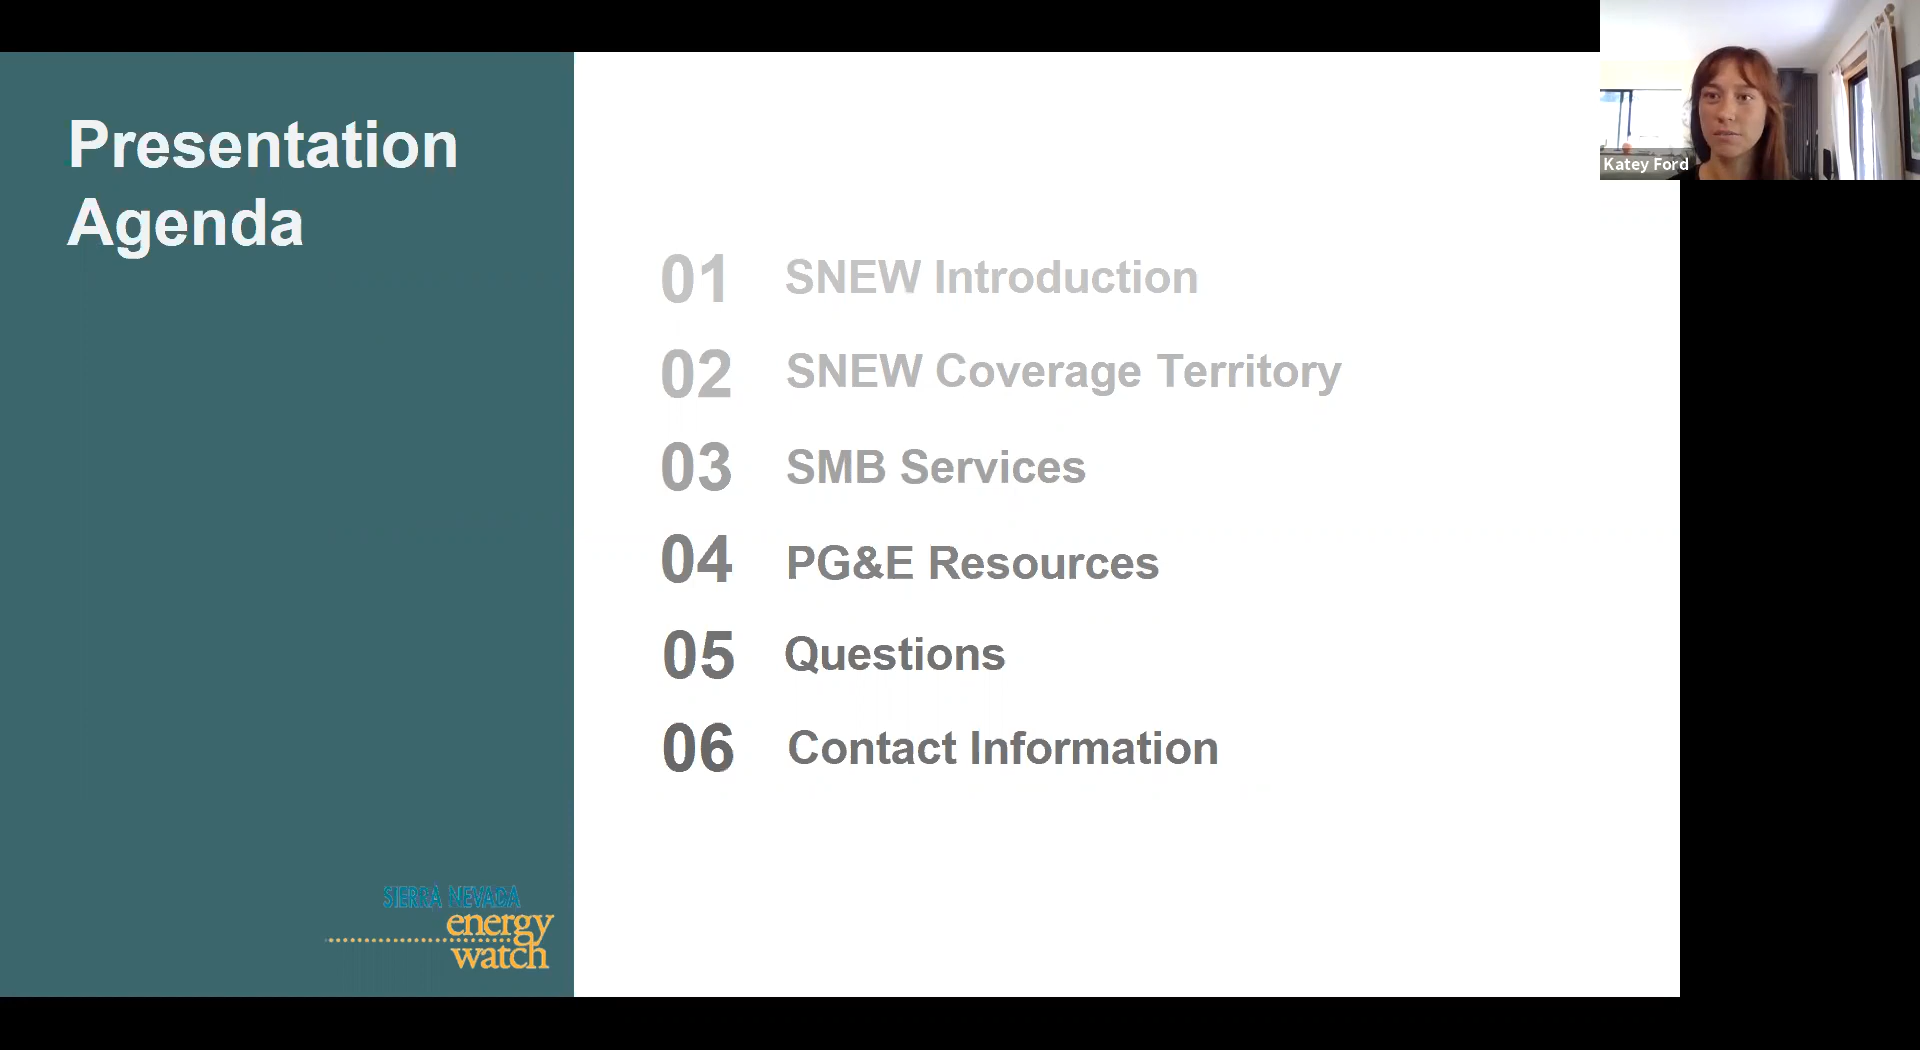 Presentation
Agenda
01 SNEW Introduction
02 SNEW Coverage Territory
03 SMB Services
04 PG&E Resources
05 Questions
06 Contact Information
SIERRA NEVADA
energy
watch
Katey Ford